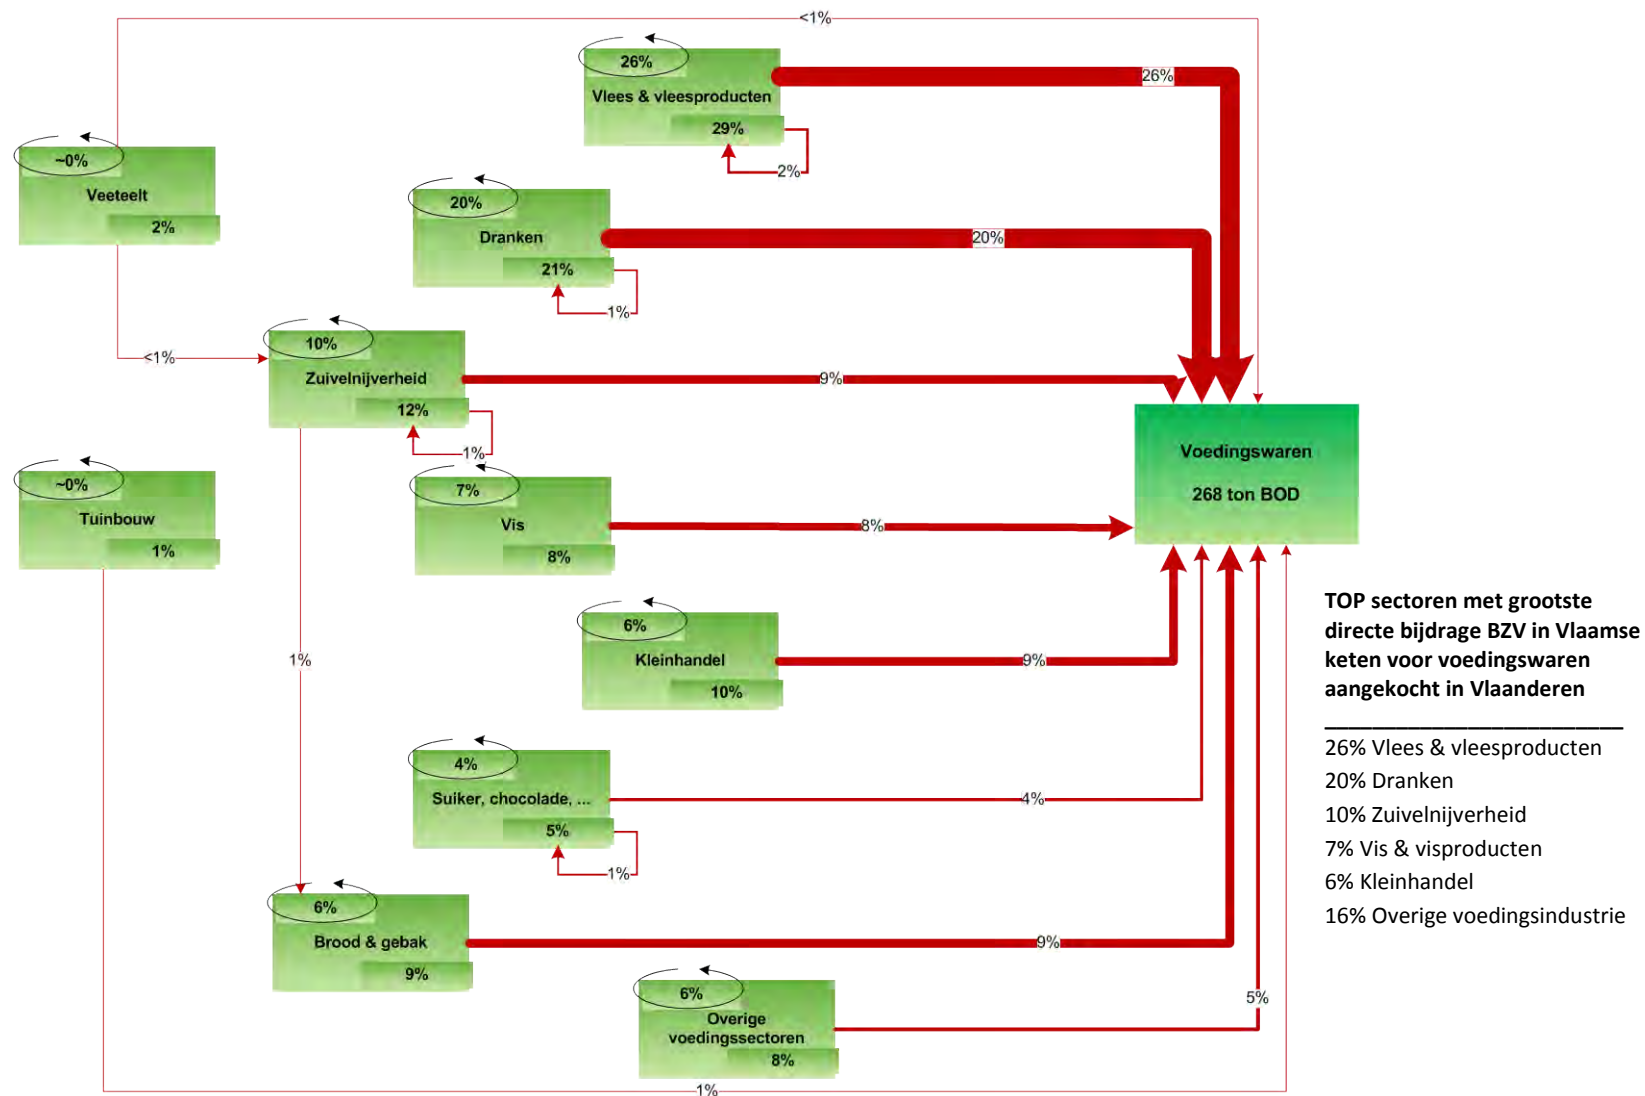 <1%
26%
Vlees & vleesproducten
29%
2%
26%
~0%
Veeteelt
2%
20%
Dranken
21%
1%
20%
<1%
10%
Zuivelnijverheid
12%
1%
9%
Voedingswaren
268 ton BOD
~0%
Tuinbouw
1%
7%
Vis
8%
8%
6%
Kleinhandel
10%
9%
1%
4%
Suiker, chocolade, ...
5%
1%
4%
6%
Brood & gebak
9%
9%
6%
Overige
voedingssectoren
8%
5%
1%
TOP sectoren met grootste
directe bijdrage BZV in Vlaamse
keten voor voedingswaren
aangekocht in Vlaanderen
26% Vlees & vleesproducten
20% Dranken
10% Zuivelnijverheid
7% Vis & visproducten
6% Kleinhandel
16% Overige voedingsindustrie